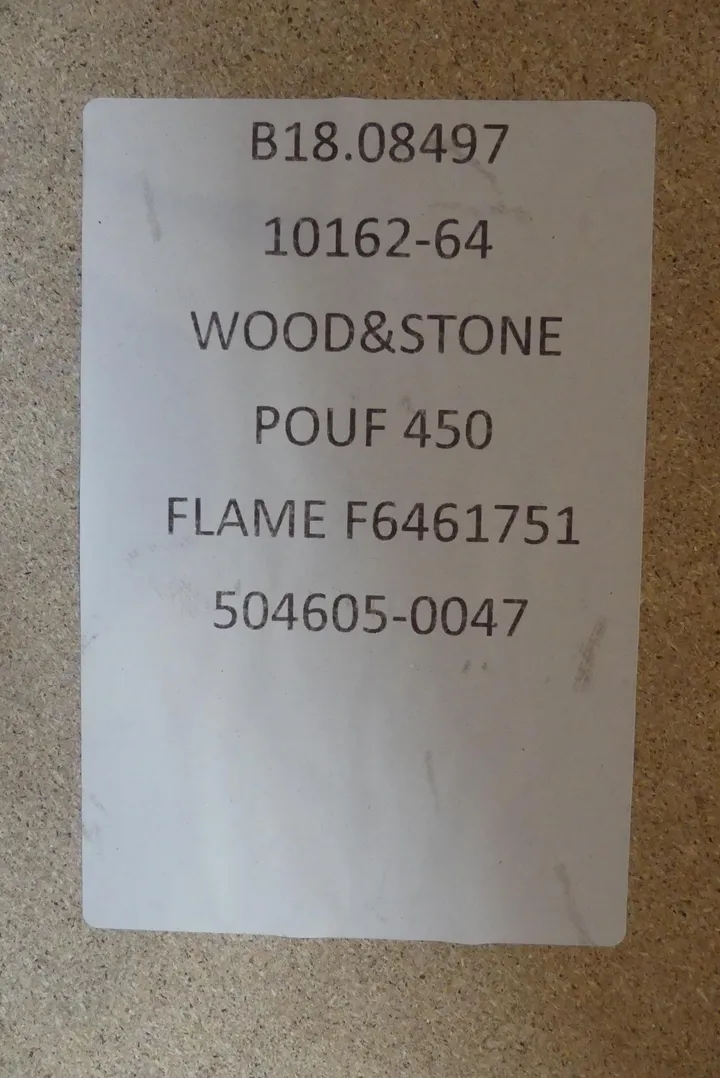 B18.08497
10162-64
WOOD&STONE
POUF 450
FLAME F6461751
504605-0047